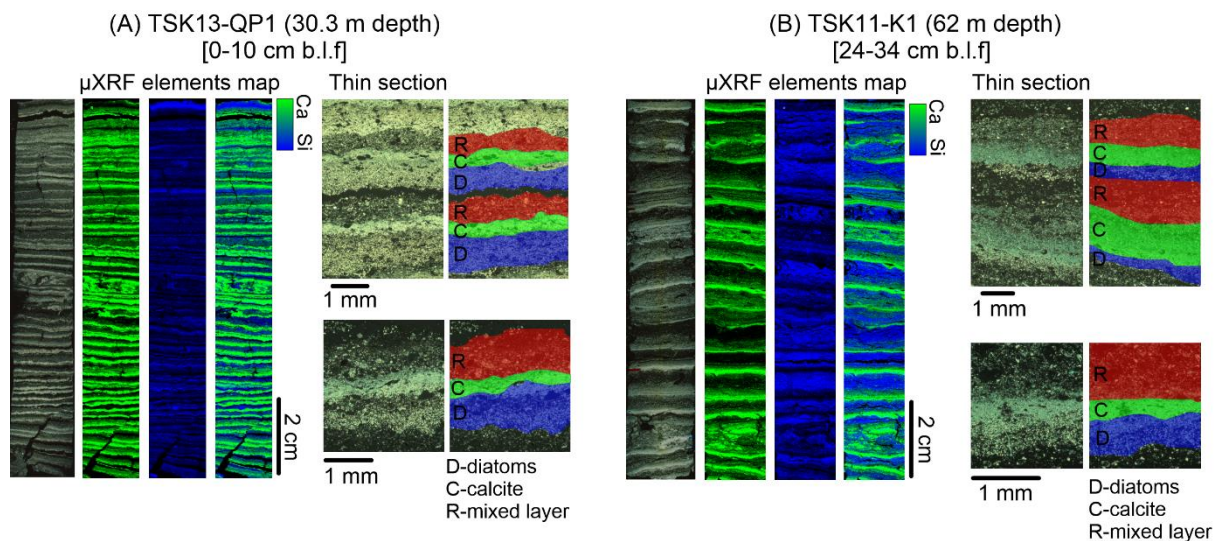 (A) TSK13-QP1 (30.3 m depth)
[0-10 cm b.l.f]
µXRF elements map
Thin section
Ca
Si
R
C
D
R
C
D
1 mm
R
C
D
2 cm
1 mm
D-diatoms
C-calcite
R-mixed layer
(B) TSK11-K1 (62 m depth)
[24-34 cm b.l.f]
µXRF elements map
Thin section
Ca
Si
R
C
D
R
C
D
1 mm
R
C
D
2 cm
1 mm
D-diatoms
C-calcite
R-mixed layer